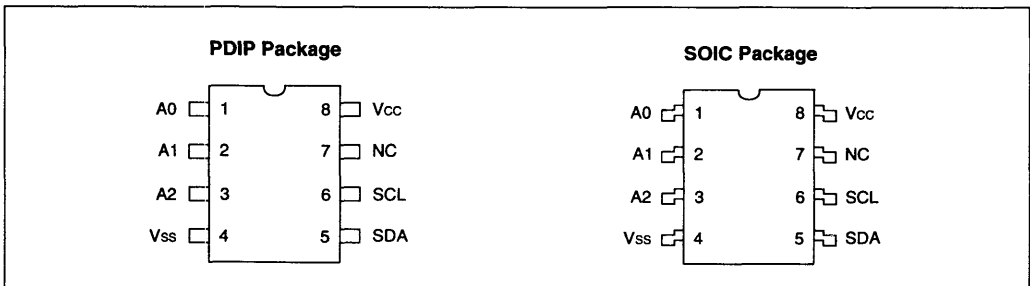 PDIP Package
A0 1 8 Vcc
A1 2 7 NC
A2 3 6 SCL
Vss 4 5 SDA
SOIC Package
A0 1 8 Vcc
A1 2 7 NC
A2 3 6 SCL
Vss 4 5 SDA